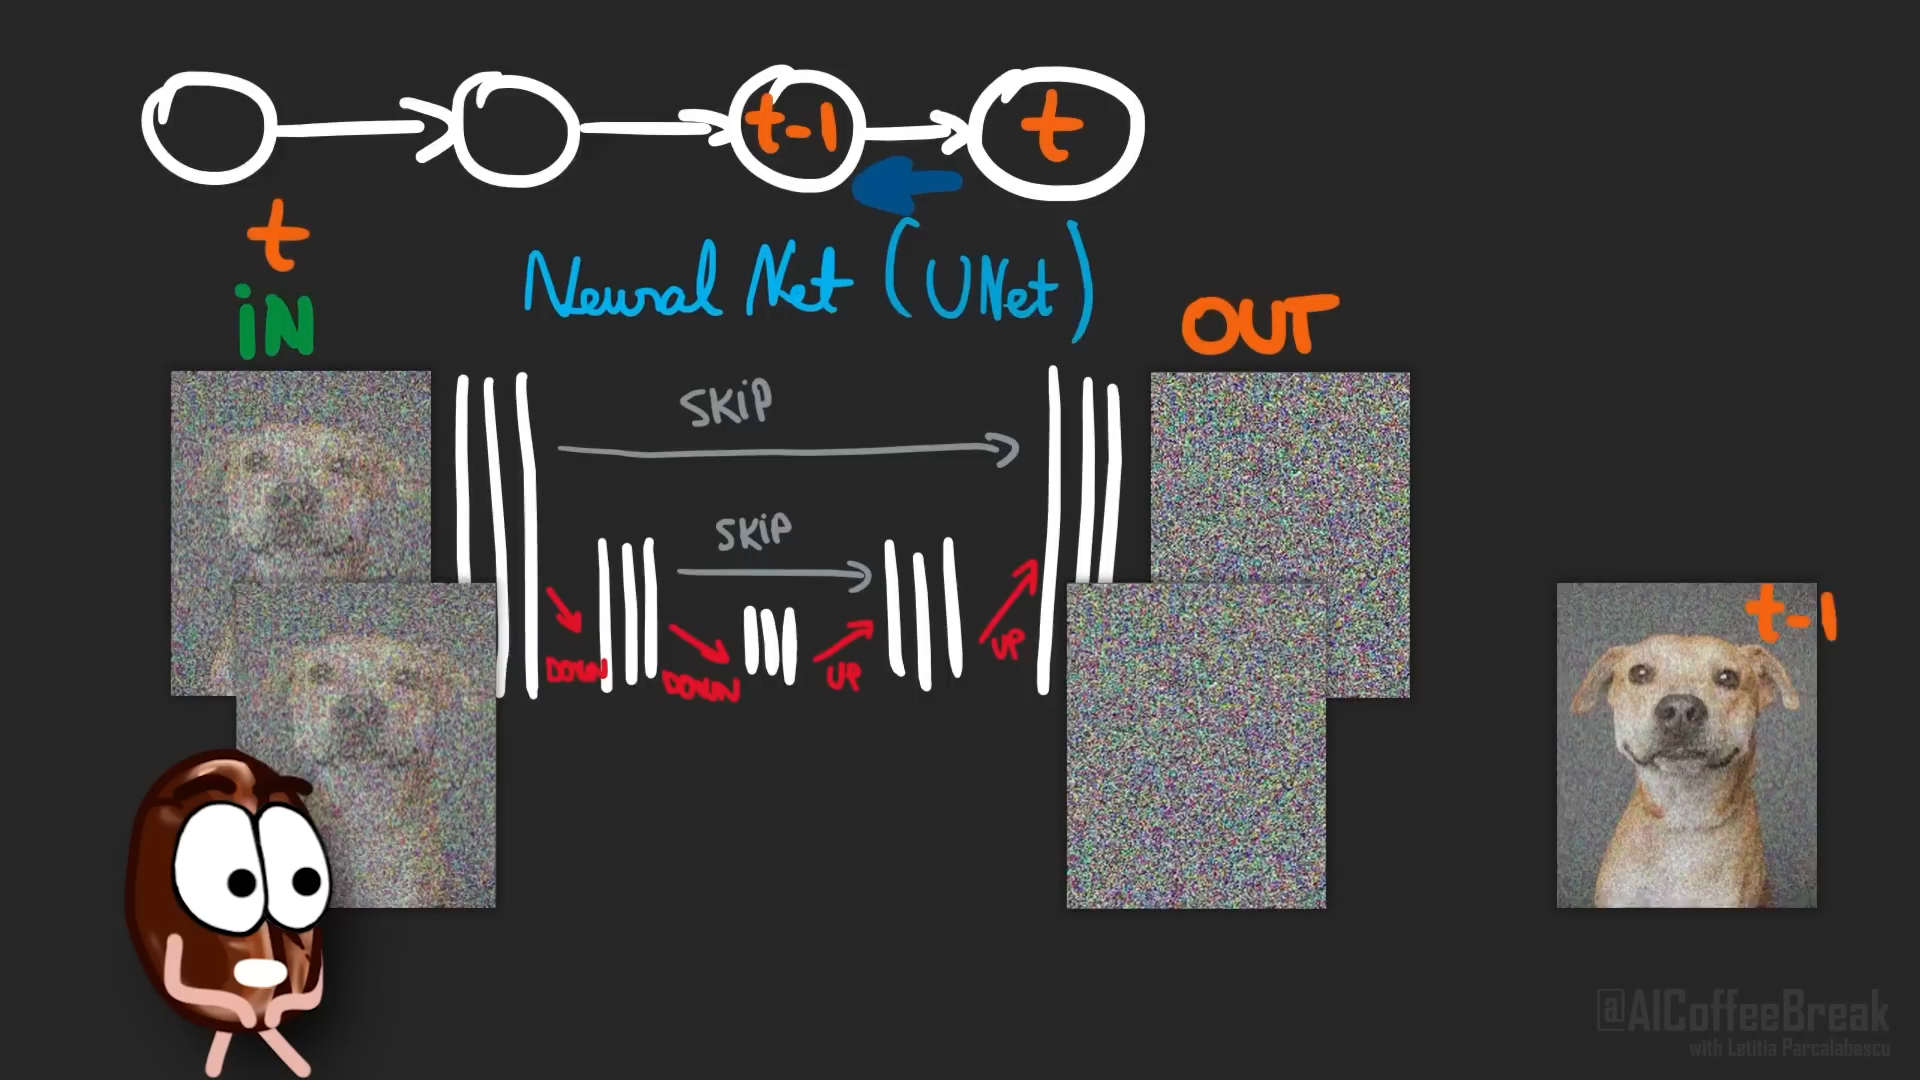 t-1
t
t
iN
Neural Net (UNet)
OUT
SKiP
SKiP
DOWN
DOWN
UP
UP
t-1
@AICoffeeBreak
with Letitia Parcalabescu